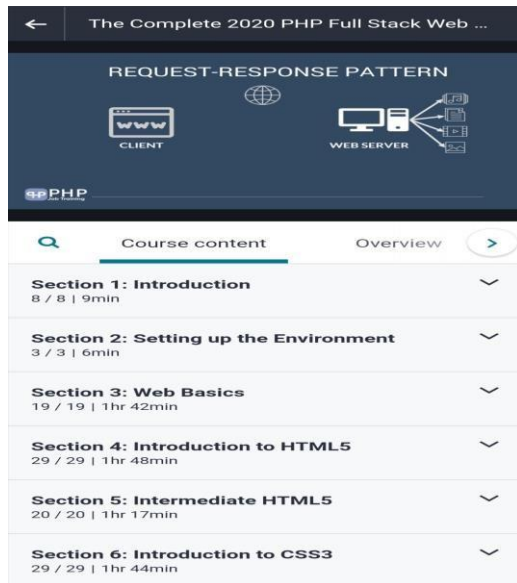 The Complete 2020 PHP Full Stack Web ...
REQUEST-RESPONSE PATTERN
www
CLIENT
WEB SERVER
php PHP
Job Training
Course content
Overview
Section 1: Introduction
8 / 8 | 9min
Section 2: Setting up the Environment
3 / 3 | 6min
Section 3: Web Basics
19 / 19 | 1hr 42min
Section 4: Introduction to HTML5
29 / 29 | 1hr 48min
Section 5: Intermediate HTML5
20 / 20 | 1hr 17min
Section 6: Introduction to CSS3
29 / 29 | 1hr 44min